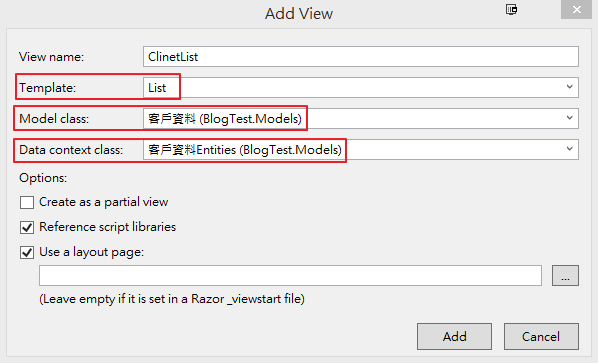 Add View
View name: ClinetList
Template: List
Model class: 客戶資料 (BlogTest.Models)
Data context class: 客戶資料Entities (BlogTest.Models)
Options:
Create as a partial view
Reference script libraries
Use a layout page:
...
(Leave empty if it is set in a Razor _viewstart file)
Add Cancel